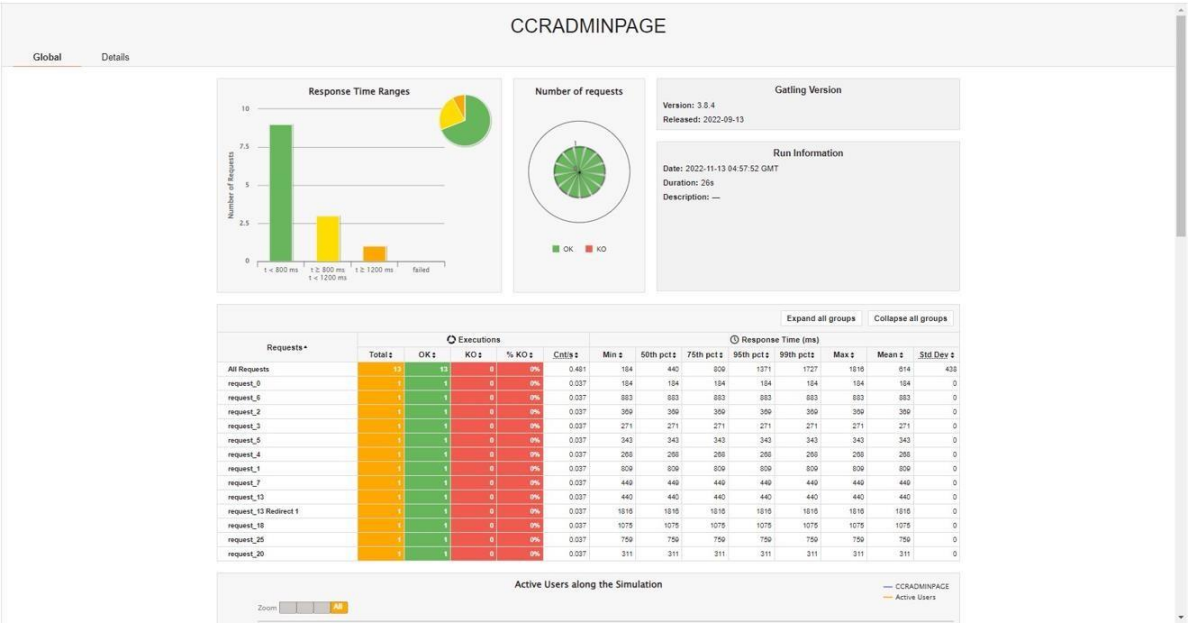 CCRADMINPAGE
Global Details
Response Time Ranges
10
7.5
5
2.5
0
Number of Requests
t < 800 ms
t ≥ 800 ms
t < 1200 ms
t ≥ 1200 ms
failed
Number of requests
OK KO
Gatling Version
Version: 3.8.4
Released: 2022-09-13
Run Information
Date: 2022-11-13 04:57:52 GMT
Duration: 26s
Description: —
Expand all groups Collapse all groups
Requests Executions Response Time (ms)
Total OK KO % KO Cnt/s Min 50th pct 75th pct 95th pct 99th pct Max Mean Std Dev
All Requests 13 13 0 0% 0.481 184 440 809 1371 1727 1816 614 438
request_0 1 1 0 0% 0.037 184 184 184 184 184 184 184 0
request_6 1 1 0 0% 0.037 883 883 883 883 883 883 883 0
request_2 1 1 0 0% 0.037 369 369 369 369 369 369 369 0
request_3 1 1 0 0% 0.037 271 271 271 271 271 271 271 0
request_5 1 1 0 0% 0.037 343 343 343 343 343 343 343 0
request_4 1 1 0 0% 0.037 268 268 268 268 268 268 268 0
request_1 1 1 0 0% 0.037 809 809 809 809 809 809 809 0
request_7 1 1 0 0% 0.037 449 449 449 449 449 449 449 0
request_13 1 1 0 0% 0.037 440 440 440 440 440 440 440 0
request_13 Redirect 1 1 1 0 0% 0.037 1816 1816 1816 1816 1816 1816 1816 0
request_18 1 1 0 0% 0.037 1075 1075 1075 1075 1075 1075 1075 0
request_25 1 1 0 0% 0.037 759 759 759 759 759 759 759 0
request_20 1 1 0 0% 0.037 311 311 311 311 311 311 311 0
Active Users along the Simulation
CCRADMINPAGE
Active Users
Zoom All